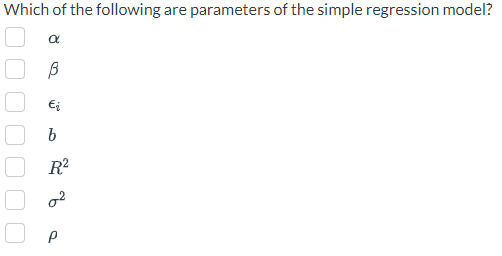 Which of the following are parameters of the simple regression model?
α
β
ϵᵢ
b
R²
σ²
ρ